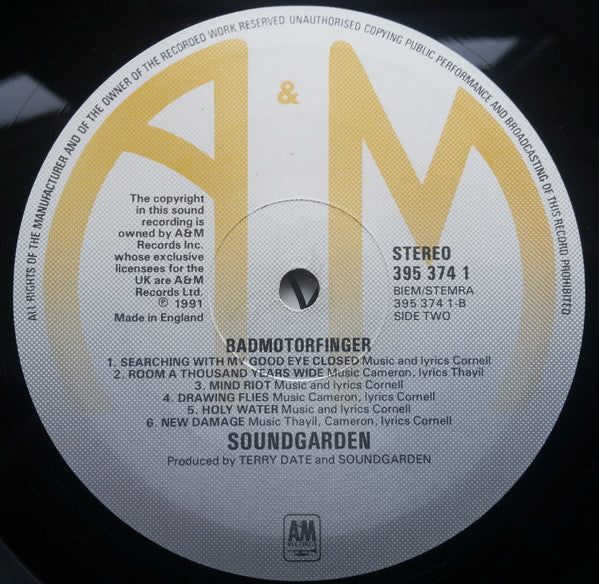 ALL RIGHTS OF THE MANUFACTURER AND OF THE OWNER OF THE RECORDED WORK RESERVED UNAUTHORISED COPYING PUBLIC PERFORMANCE AND BROADCASTING OF THIS RECORD PROHIBITED
A & M
The copyright
in this sound
recording is
owned by A&M
Records Inc.
whose exclusive
licensees for the
UK are A&M
Records Ltd.
℗ 1991
Made in England
STEREO
395 374 1
BIEM/STEMRA
395 374 1-B
SIDE TWO
BADMOTORFINGER
1. SEARCHING WITH MY GOOD EYE CLOSED Music and lyrics Cornell
2. ROOM A THOUSAND YEARS WIDE Music Cameron, lyrics Thayil
3. MIND RIOT Music and lyrics Cornell
4. DRAWING FLIES Music Cameron, lyrics Cornell
5. HOLY WATER Music and lyrics Cornell
6. NEW DAMAGE Music Thayil, Cameron, lyrics Cornell
SOUNDGARDEN
Produced by TERRY DATE and SOUNDGARDEN
A&M
RECORDS